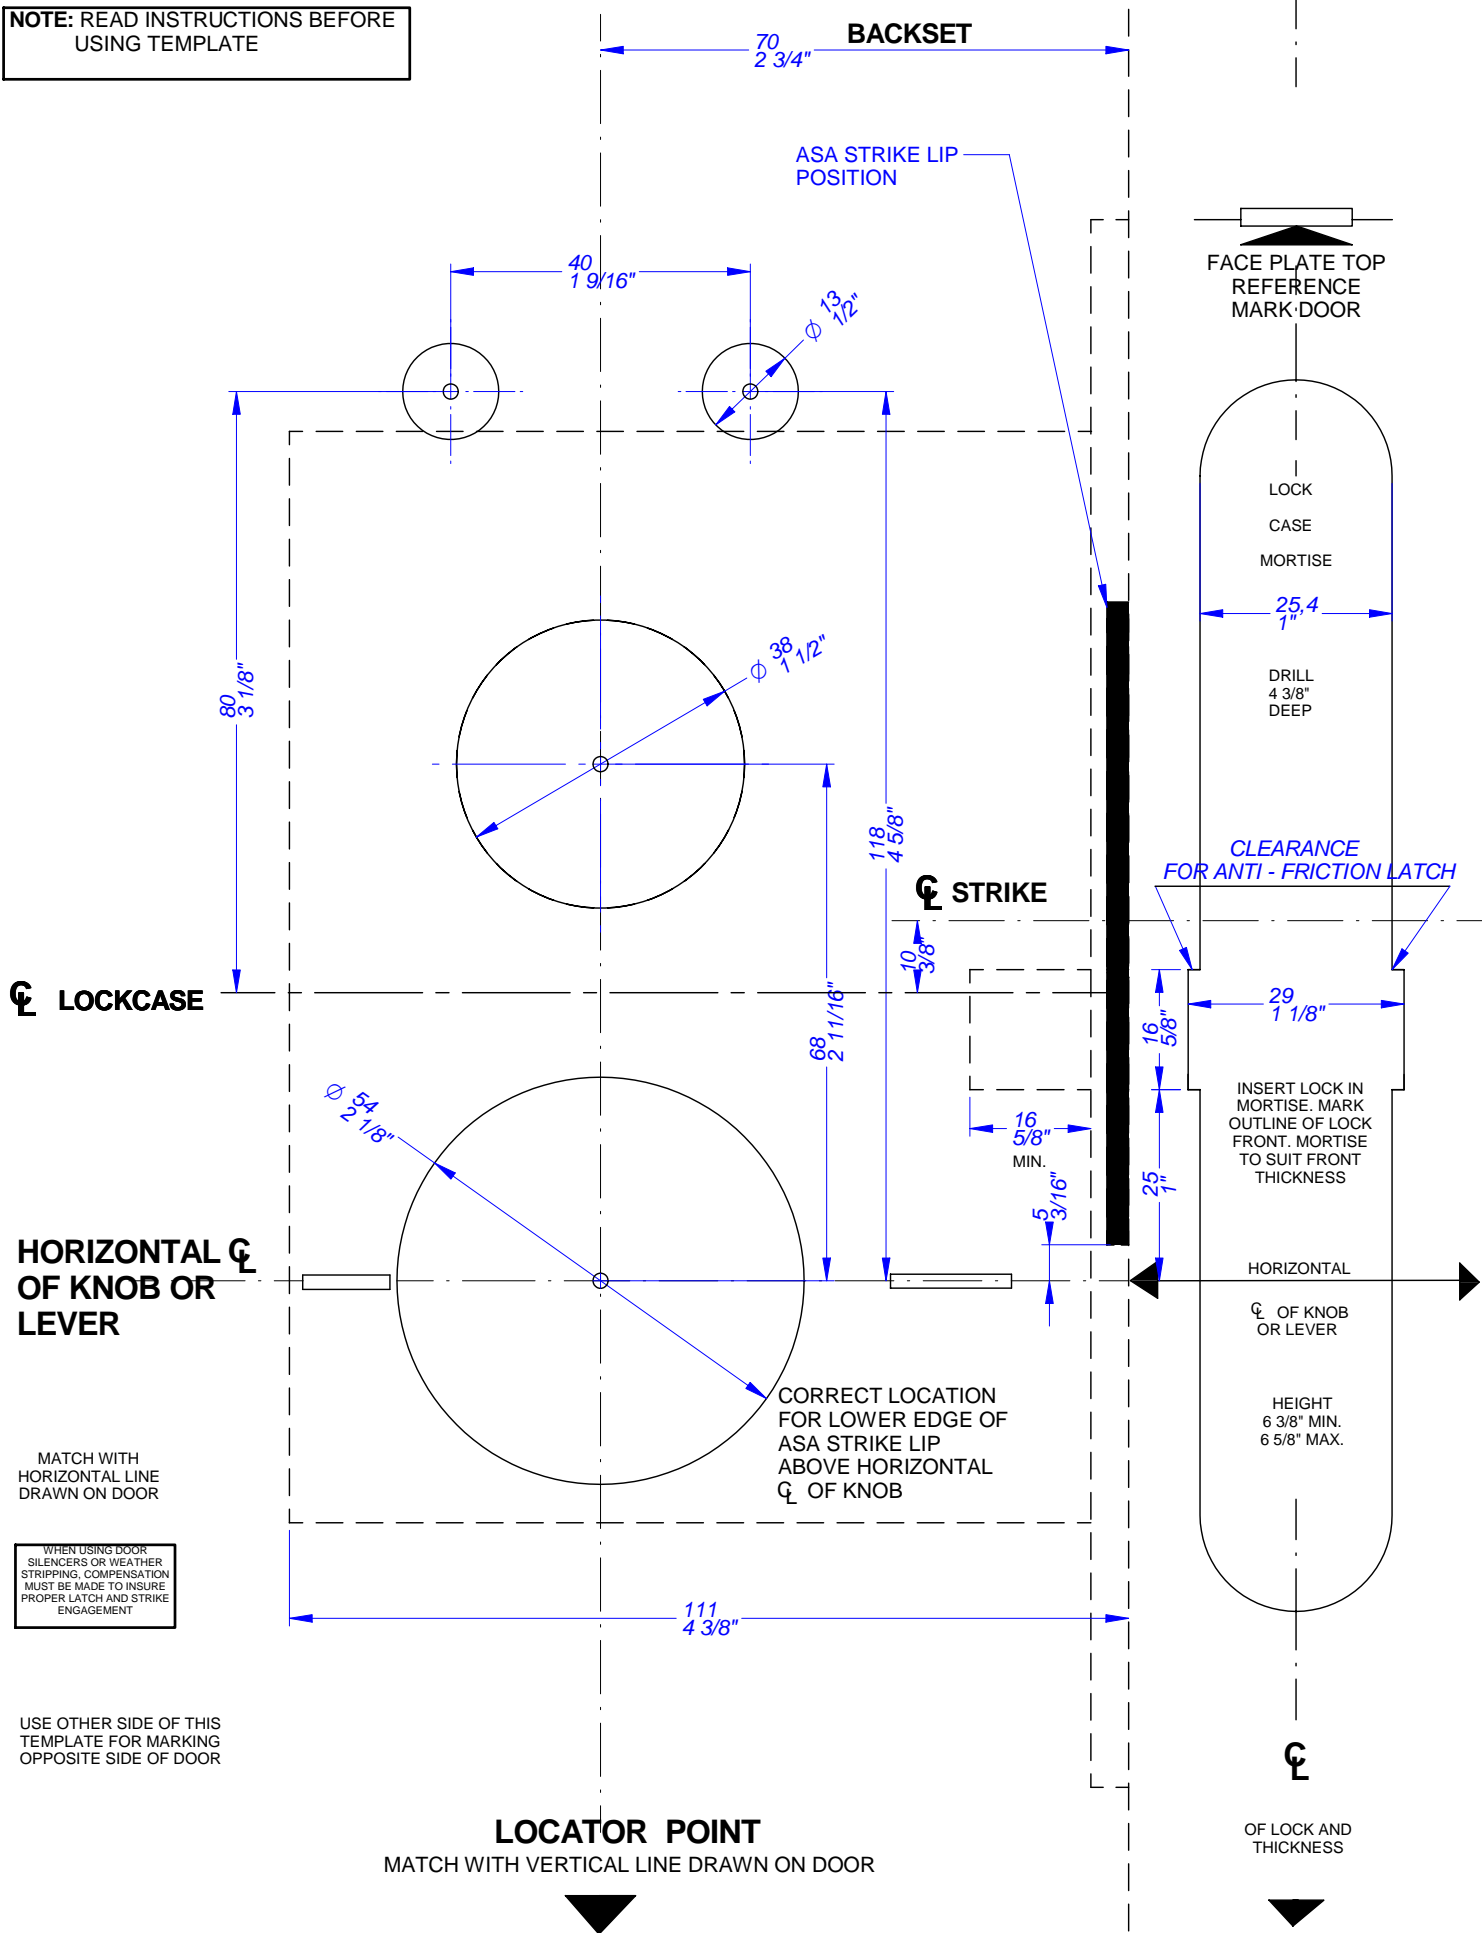 NOTE: READ INSTRUCTIONS BEFORE
USING TEMPLATE
BACKSET
70
2 3/4"
ASA STRIKE LIP
POSITION
40
1 9/16"
Ø 13
1/2"
FACE PLATE TOP
REFERENCE
MARK DOOR
LOCK
CASE
MORTISE
25,4
1"
DRILL
4 3/8"
DEEP
Ø 38
1 1/2"
80
3 1/8"
118
4 5/8"
CLEARANCE
FOR ANTI - FRICTION LATCH
℄ STRIKE
10
3/8"
℄ LOCKCASE
68
2 11/16"
29
1 1/8"
16
5/8"
Ø 54
2 1/8"
16
5/8"
MIN.
INSERT LOCK IN
MORTISE. MARK
OUTLINE OF LOCK
FRONT. MORTISE
TO SUIT FRONT
THICKNESS
25
1"
5
3/16"
HORIZONTAL ℄
OF KNOB OR
LEVER
HORIZONTAL
℄ OF KNOB
OR LEVER
CORRECT LOCATION
FOR LOWER EDGE OF
ASA STRIKE LIP
ABOVE HORIZONTAL
℄ OF KNOB
HEIGHT
6 3/8" MIN.
6 5/8" MAX.
MATCH WITH
HORIZONTAL LINE
DRAWN ON DOOR
WHEN USING DOOR
SILENCERS OR WEATHER
STRIPPING, COMPENSATION
MUST BE MADE TO INSURE
PROPER LATCH AND STRIKE
ENGAGEMENT
111
4 3/8"
USE OTHER SIDE OF THIS
TEMPLATE FOR MARKING
OPPOSITE SIDE OF DOOR
℄
OF LOCK AND
THICKNESS
LOCATOR POINT
MATCH WITH VERTICAL LINE DRAWN ON DOOR